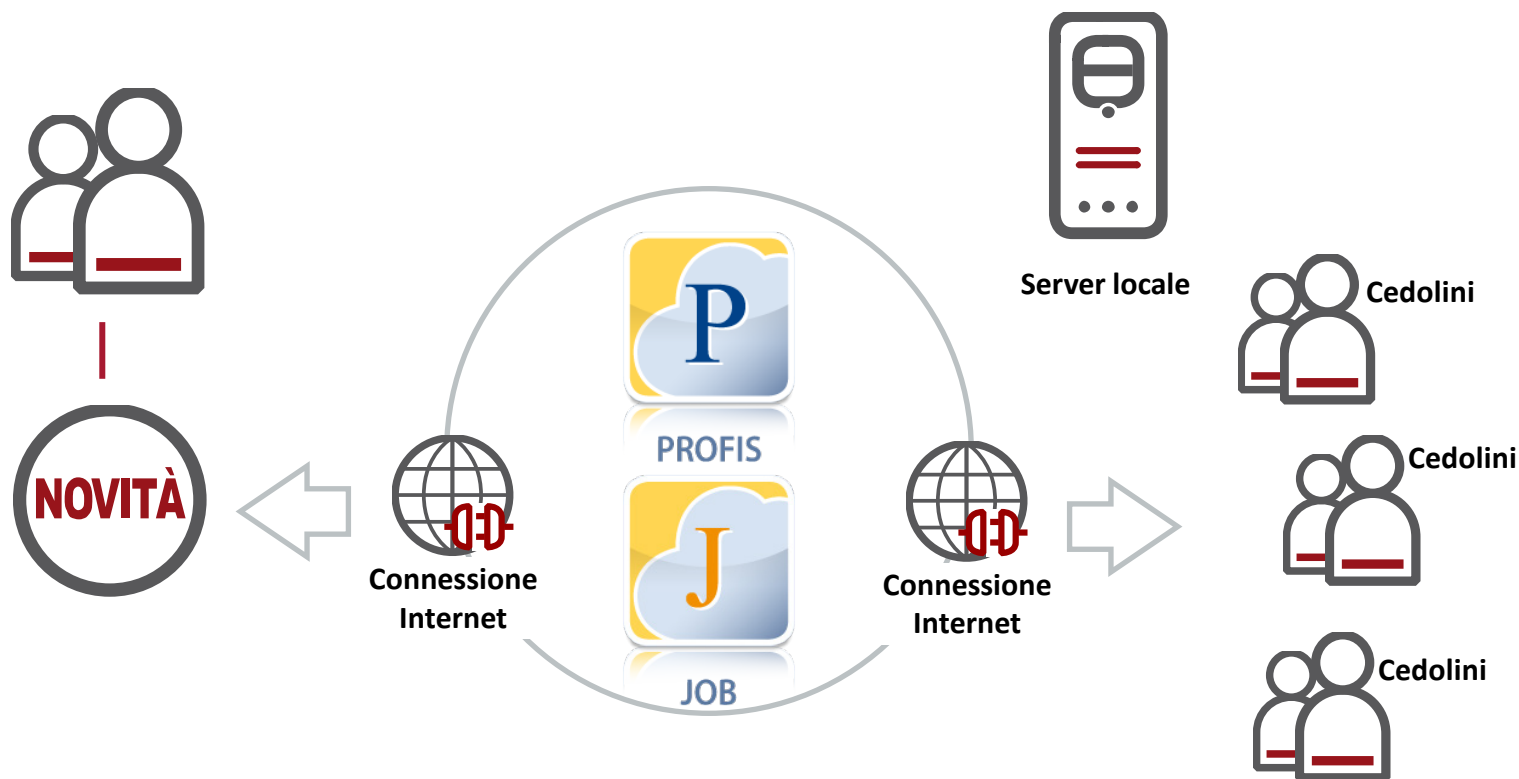 Server locale
Cedolini
P
PROFIS
Cedolini
NOVITÀ
J
Connessione
Internet
Connessione
Internet
Cedolini
JOB